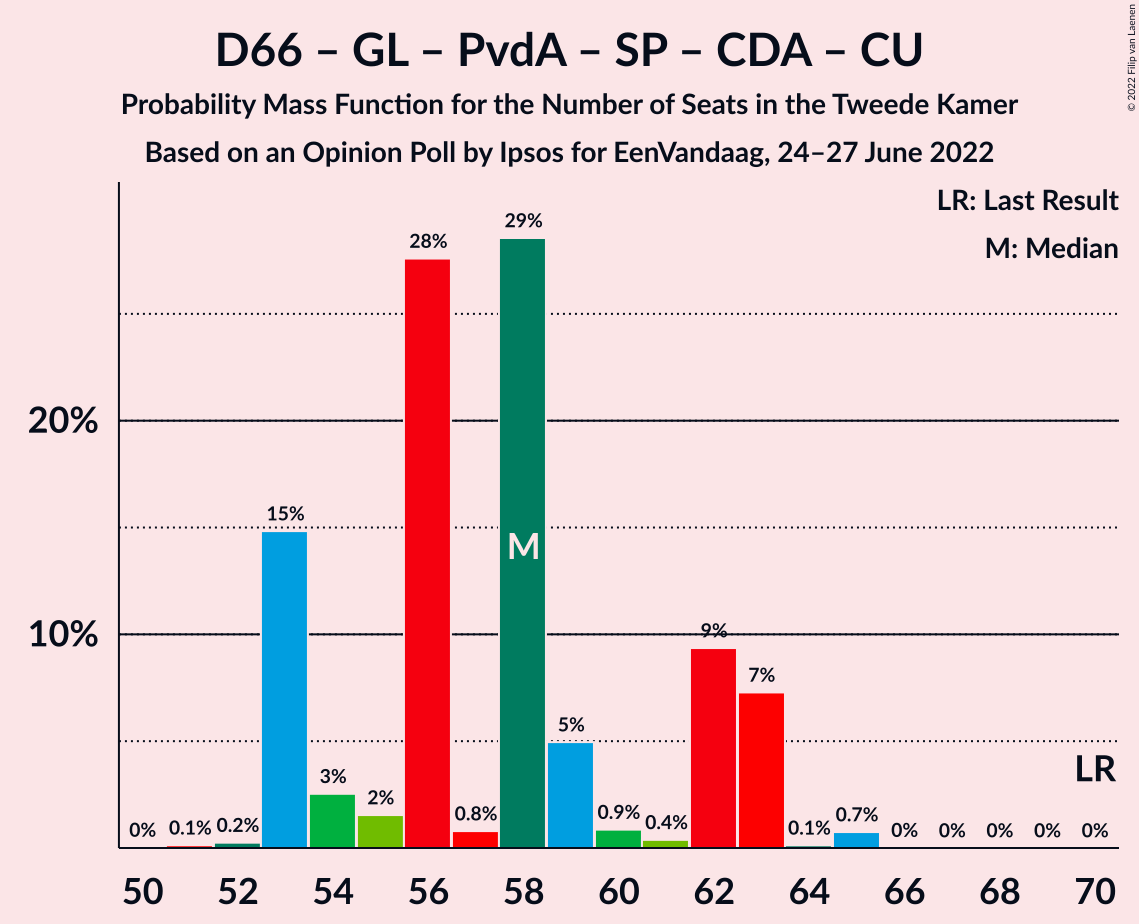 D66 – GL – PvdA – SP – CDA – CU
Probability Mass Function for the Number of Seats in the Tweede Kamer
Based on an Opinion Poll by Ipsos for EenVandaag, 24–27 June 2022
© 2022 Filip van Laenen
LR: Last Result
M: Median
20%
10%
0%
0.1%
0.2%
15%
3%
2%
28%
0.8%
29%
5%
0.9%
0.4%
9%
7%
0.1%
0.7%
0%
0%
0%
0%
0%
M
LR
50 52 54 56 58 60 62 64 66 68 70